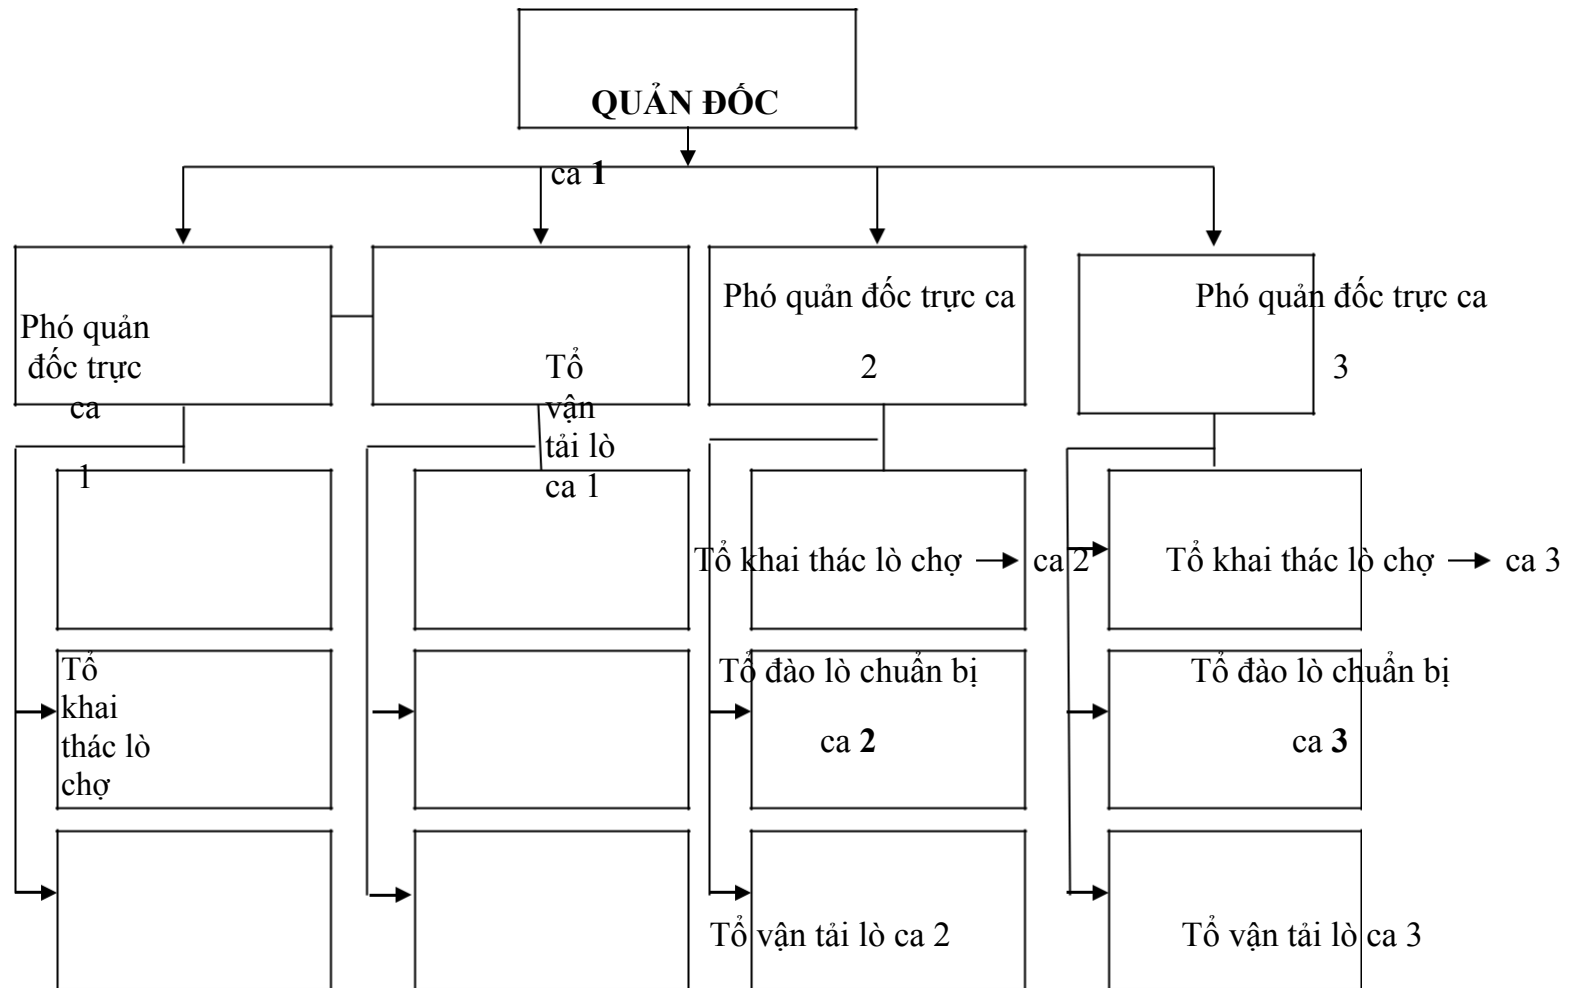 QUẢN ĐỐC
ca 1
Phó quản
đốc trực
ca
1
Tổ
vận
tải lò
ca 1
Phó quản đốc trực ca
2
Phó quản đốc trực ca
3
Tổ khai thác lò chợ → ca 2
Tổ khai thác lò chợ → ca 3
Tổ
khai
thác lò
chợ
Tổ đào lò chuẩn bị
ca 2
Tổ đào lò chuẩn bị
ca 3
Tổ vận tải lò ca 2
Tổ vận tải lò ca 3